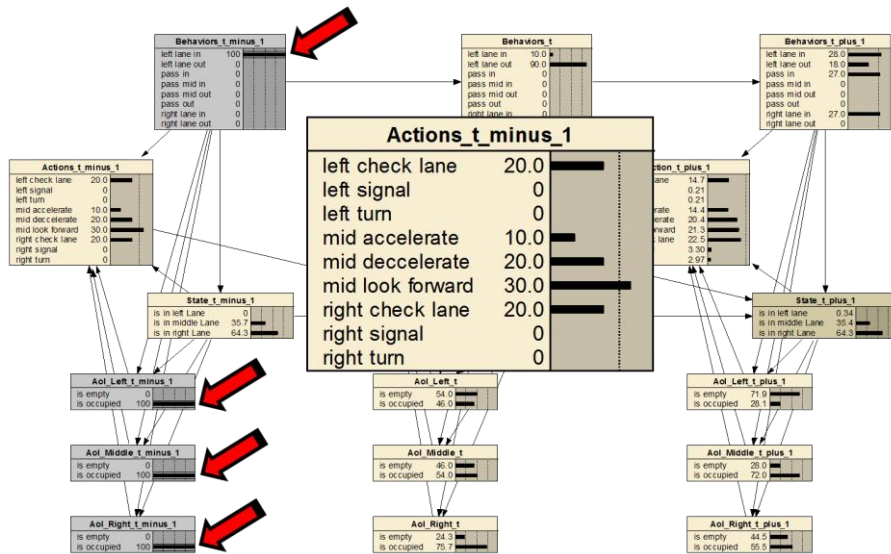 Behaviors_t_minus_1
left lane in 100
left lane out 0
pass in 0
pass mid in 0
pass mid out 0
pass out 0
right lane in 0
right lane out 0
Behaviors_t
left lane in 10.0
left lane out 90.0
pass in 0
pass mid in 0
pass mid out 0
pass out 0
right lane in 0
Behaviors_t_plus_1
left lane in 28.0
left lane out 18.0
pass in 27.0
pass mid in 0
pass mid out 0
pass out 0
right lane in 27.0
right lane out 0
Actions_t_minus_1
left check lane 20.0
left signal 0
left turn 0
mid accelerate 10.0
mid deccelerate 20.0
mid look forward 30.0
right check lane 20.0
right signal 0
right turn 0
Actions_t_minus_1
left check lane 20.0
left signal 0
left turn 0
mid accelerate 10.0
mid deccelerate 20.0
mid look forward 30.0
right check lane 20.0
right signal 0
right turn 0
ction_t_plus_1
lane 14.7
0.21
0.21
te 14.4
rate 20.4
rward 21.3
lane 22.5
3.30
2.97
State_t_minus_1
is in left Lane 0
is in middle Lane 35.7
is in right Lane 64.3
State_t_plus_1
is in left lane 0.34
is in middle Lane 35.4
is in right Lane 64.3
AoI_Left_t_minus_1
is empty 0
is occupied 100
AoI_Left_t
is empty 54.0
is occupied 46.0
AoI_Left_t_plus_1
is empty 71.9
is occupied 28.1
AoI_Middle_t_minus_1
is empty 0
is occupied 100
AoI_Middle_t
is empty 46.0
is occupied 54.0
AoI_Middle_t_plus_1
is empty 28.0
is occupied 72.0
AoI_Right_t_minus_1
is empty 0
is occupied 100
AoI_Right_t
is empty 24.3
is occupied 75.7
AoI_Right_t_plus_1
is empty 44.5
is occupied 55.5